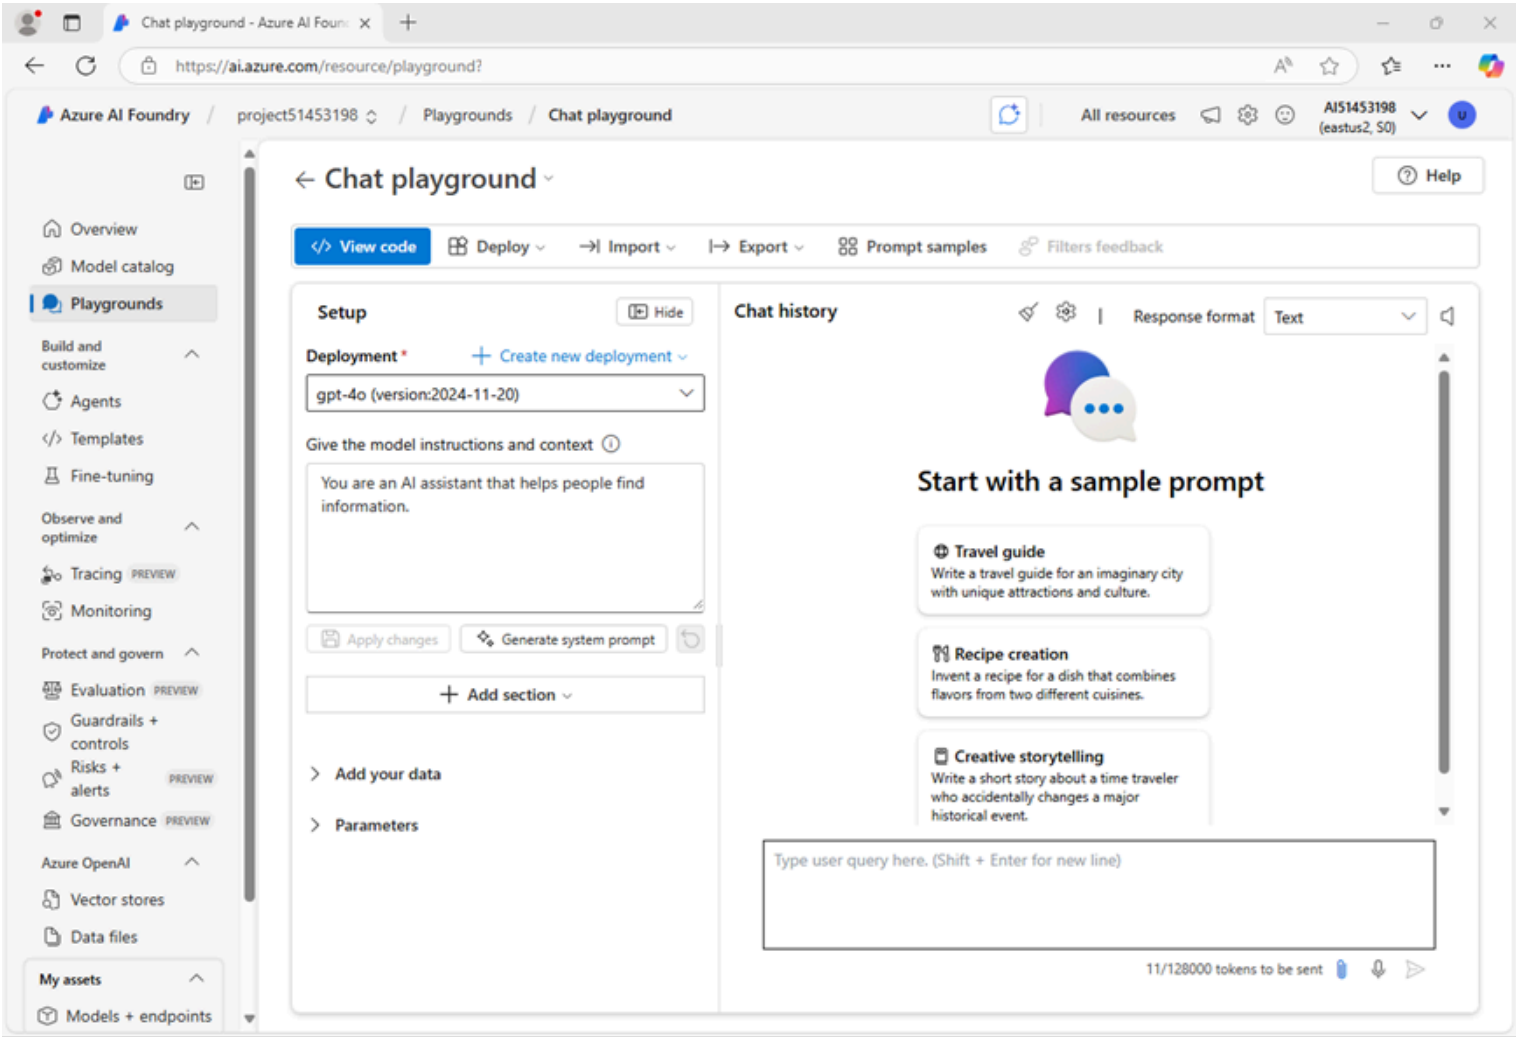 Chat playground - Azure AI Foun
https://ai.azure.com/resource/playground?
Azure AI Foundry / project51453198 / Playgrounds / Chat playground
All resources
AI51453198
(eastus2, S0)
U
Overview
Model catalog
Playgrounds
Build and
customize
Agents
Templates
Fine-tuning
Observe and
optimize
Tracing PREVIEW
Monitoring
Protect and govern
Evaluation PREVIEW
Guardrails +
controls
Risks +
alerts
PREVIEW
Governance PREVIEW
Azure OpenAI
Vector stores
Data files
My assets
Models + endpoints
Chat playground
Help
View code
Deploy
Import
Export
Prompt samples
Filters feedback
Setup
Hide
Deployment *
Create new deployment
gpt-4o (version:2024-11-20)
Give the model instructions and context
You are an AI assistant that helps people find
information.
Apply changes
Generate system prompt
Add section
Add your data
Parameters
Chat history
Response format
Text
Start with a sample prompt
Travel guide
Write a travel guide for an imaginary city
with unique attractions and culture.
Recipe creation
Invent a recipe for a dish that combines
flavors from two different cuisines.
Creative storytelling
Write a short story about a time traveler
who accidentally changes a major
historical event.
Type user query here. (Shift + Enter for new line)
11/128000 tokens to be sent